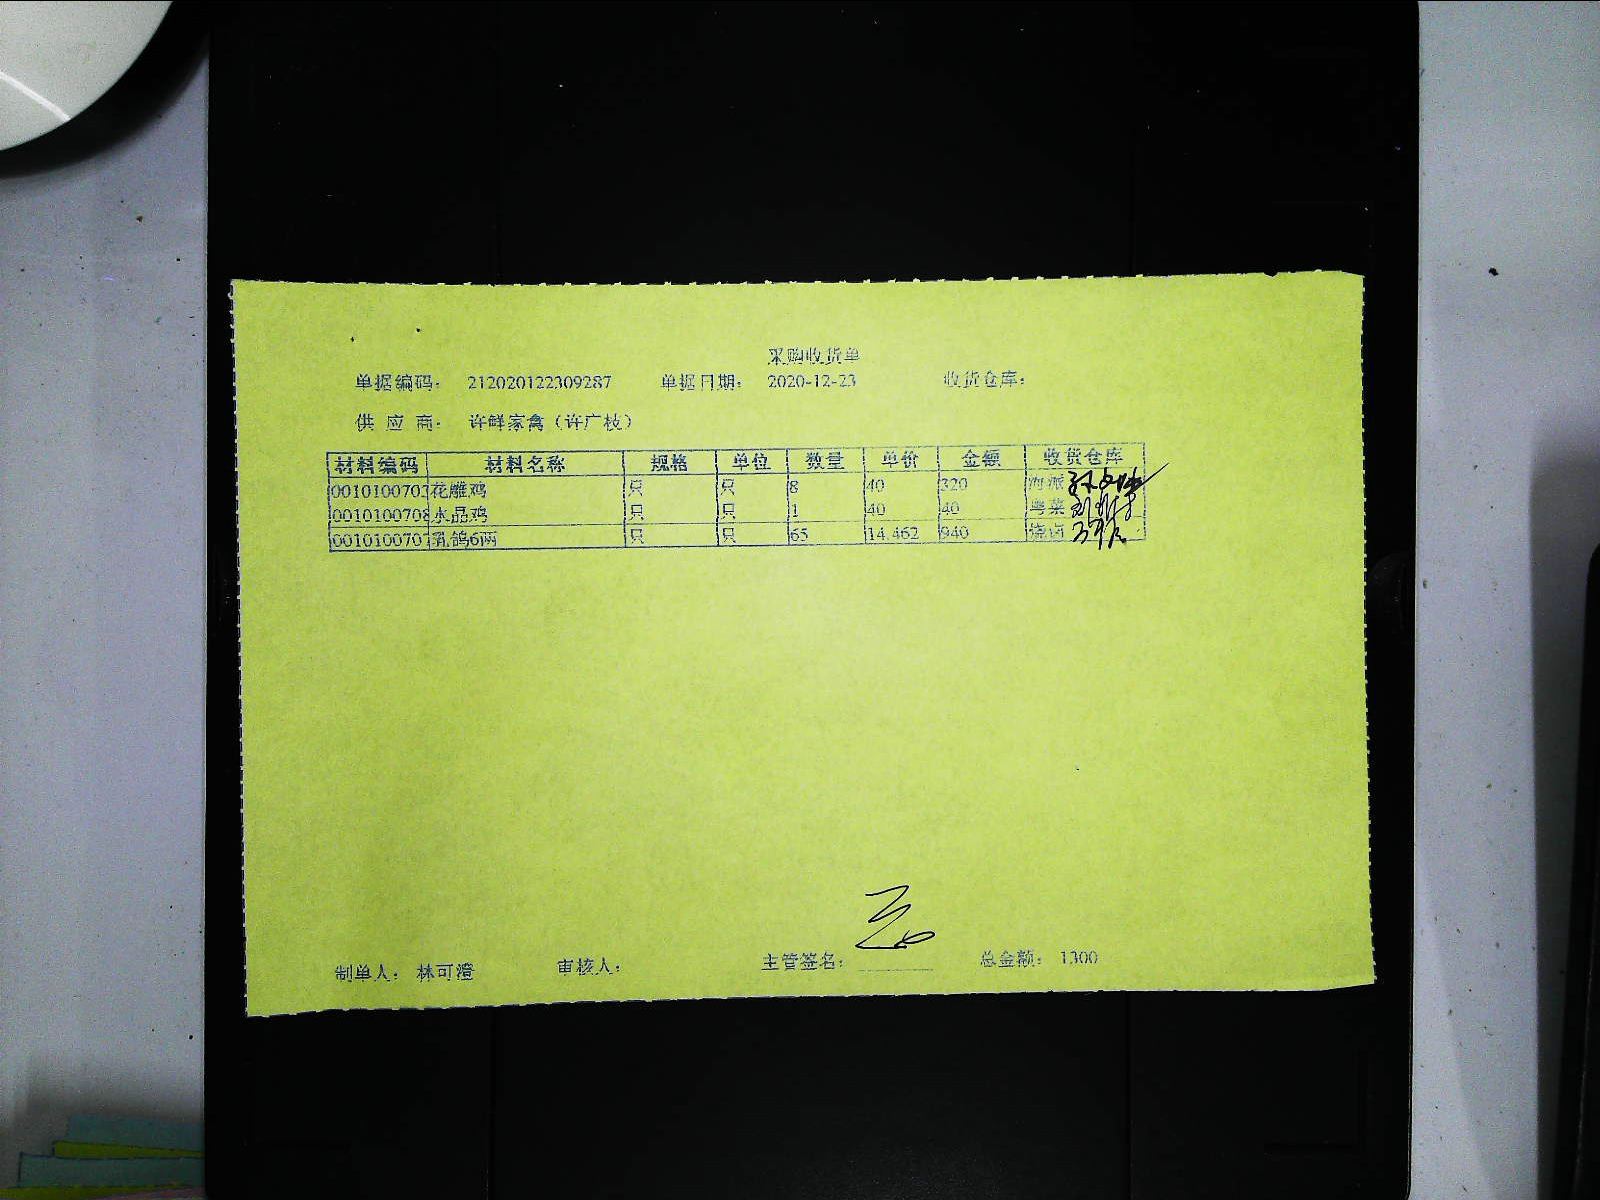 采购收货单
单据编码: 212020122309287 单据日期: 2020-12-23 收货仓库:
供 应 商: 许鲜家禽（许广枝）
材料编码 材料名称 规格 单位 数量 单价 金额 收货仓库
0010100703 花雕鸡 只 只 8 40 320 海派
0010100708 水晶鸡 只 只 1 40 40 粤菜
0010100707 乳鸽6两 只 只 65 14.462 940 烧卤
制单人: 林可澄 审核人: 主管签名: 总金额: 1300